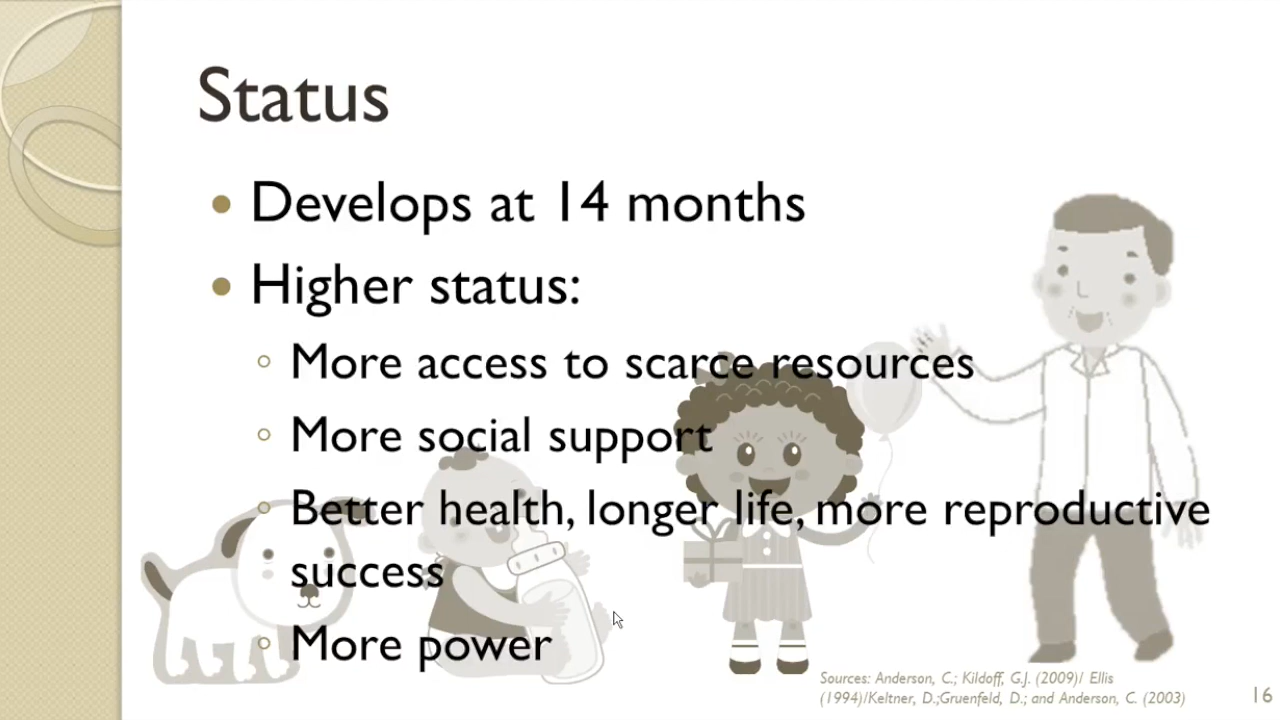 Status
Develops at 14 months
Higher status:
More access to scarce resources
More social support
Better health, longer life, more reproductive
success
More power
Sources: Anderson, C.; Kildoff, G.J. (2009)/ Ellis
(1994)/Keltner, D.;Gruenfeld, D.; and Anderson, C. (2003)
16